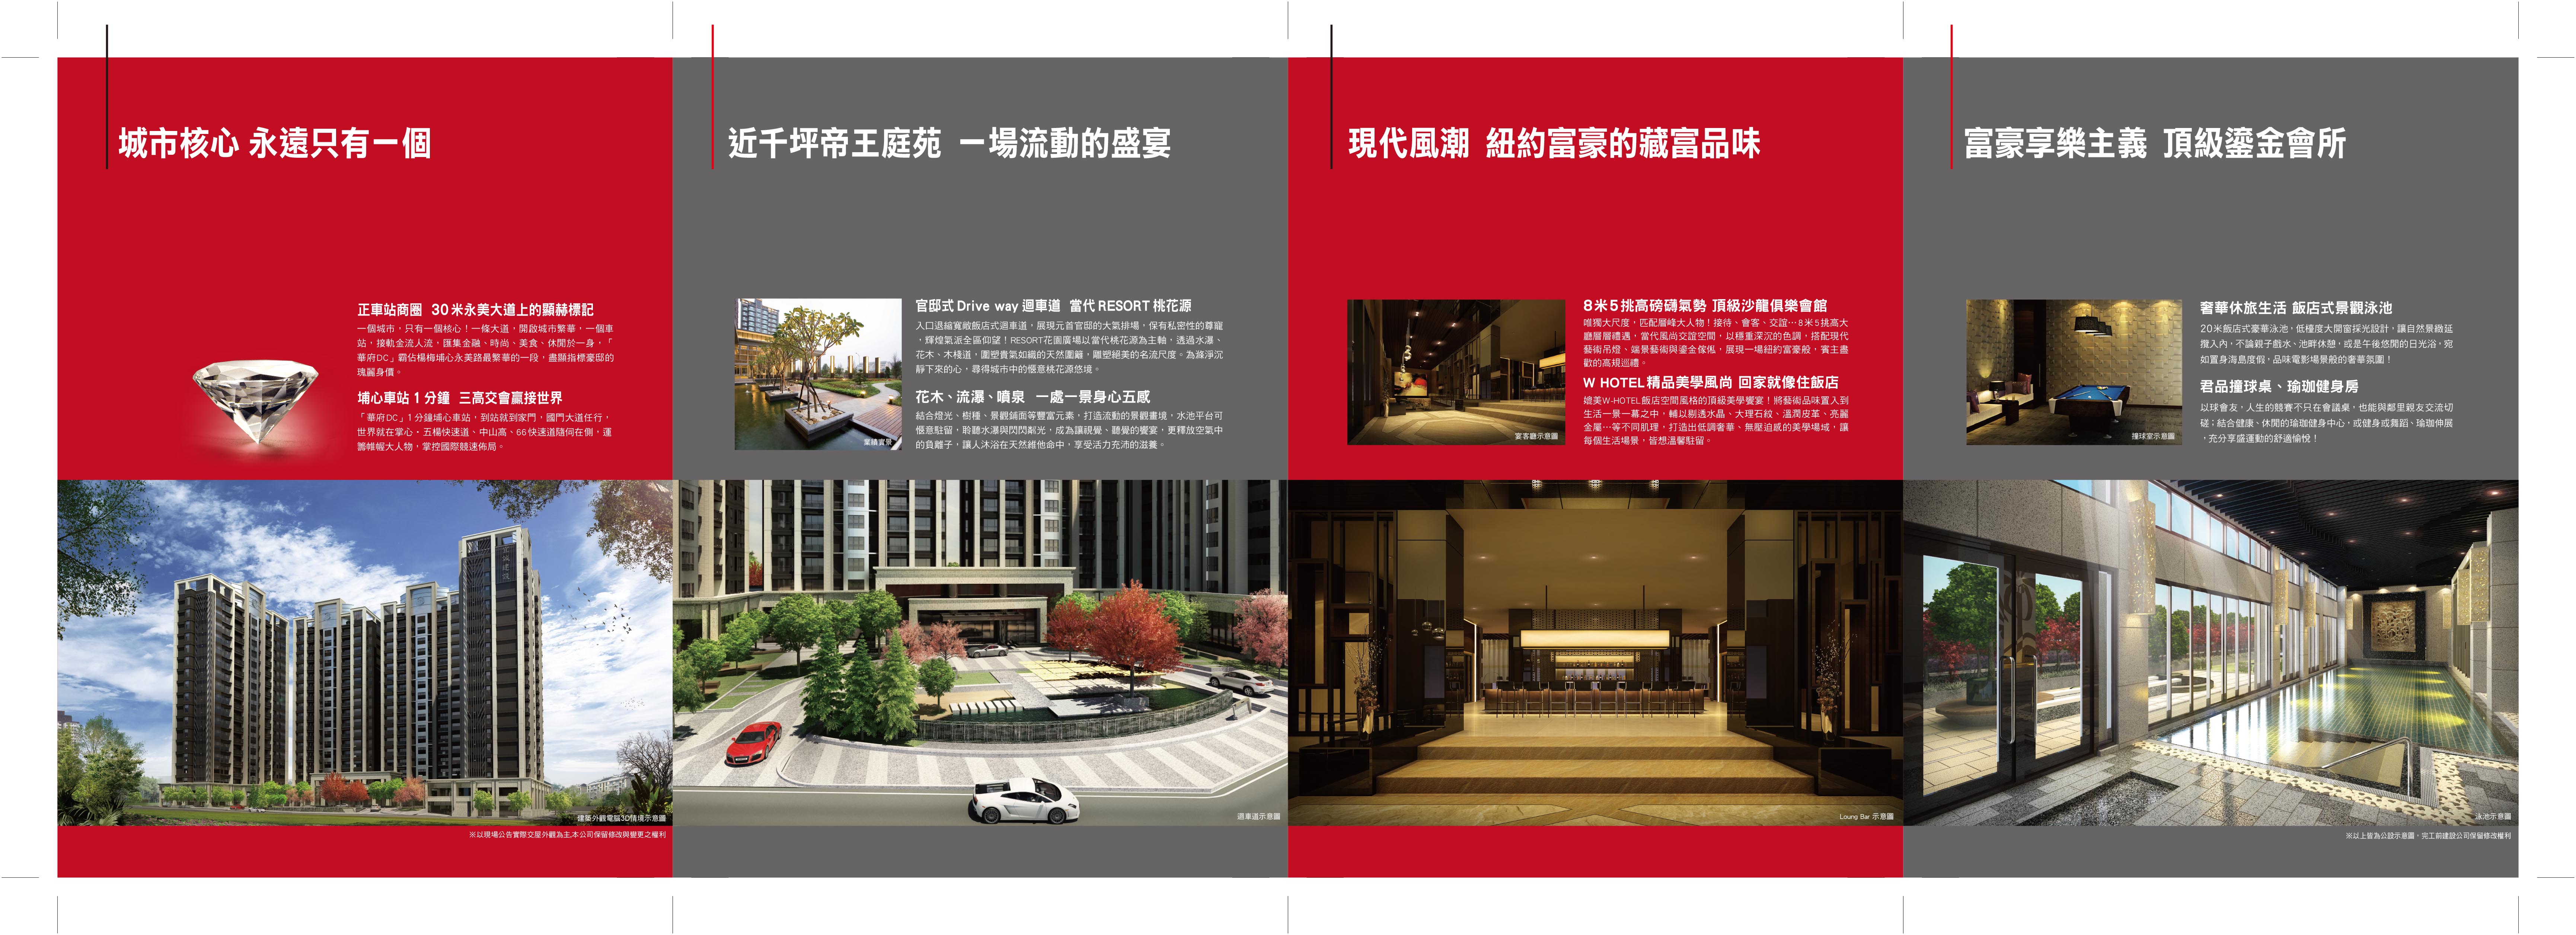 城市核心 永遠只有一個
正車站商圈 30米永美大道上的顯赫標記
一個城市，只有一個核心！一條大道，開啟城市繁華，一個車
站，接軌金流人流，匯集金融、時尚、美食、休閒於一身，「
華府DC」霸佔楊梅埔心永美路最繁華的一段，盡顯指標豪邸的
瑰麗身價。
埔心車站1分鐘 三高交會贏接世界
「華府DC」1分鐘埔心車站，到站就到家門，國門大道任行，
世界就在掌心。五楊快速道、中山高、66快速道隨伺在側，運
籌帷幄大人物，掌控國際競速佈局。
建築外觀電腦3D情境示意圖
※以現場公告實際交屋外觀為主,本公司保留修改與變更之權利
近千坪帝王庭苑 一場流動的盛宴
業績實景
官邸式Drive way迴車道 當代RESORT桃花源
入口退縮寬敞飯店式迴車道，展現元首官邸的大氣排場，保有私密性的尊寵
，輝煌氣派全區仰望！RESORT花園廣場以當代桃花源為主軸，透過水瀑、
花木、木棧道，圍塑貴氣如織的天然圍籬，雕塑絕美的名流尺度。為滌淨沉
靜下來的心，尋得城市中的愜意桃花源悠境。
花木、流瀑、噴泉 一處一景身心五感
結合燈光、樹種、景觀鋪面等豐富元素，打造流動的景觀畫境，水池平台可
愜意駐留，聆聽水瀑與閃閃粼光，成為讓視覺、聽覺的饗宴，更釋放空氣中
的負離子，讓人沐浴在天然維他命中，享受活力充沛的滋養。
迴車道示意圖
現代風潮 紐約富豪的藏富品味
宴客廳示意圖
8米5挑高磅礡氣勢 頂級沙龍俱樂會館
唯獨大尺度，匹配層峰大人物！接待、會客、交誼…8米5挑高大
廳層層禮遇，當代風尚交誼空間，以穩重深沉的色調，搭配現代
藝術吊燈、端景藝術與鎏金傢俬，展現一場紐約富豪般，賓主盡
歡的高規巡禮。
W HOTEL精品美學風尚 回家就像住飯店
媲美W-HOTEL飯店空間風格的頂級美學饗宴！將藝術品味置入到
生活一景一幕之中，輔以剔透水晶、大理石紋、溫潤皮革、亮麗
金屬…等不同肌理，打造出低調奢華、無壓迫感的美學場域，讓
每個生活場景，皆想溫馨駐留。
Loung Bar 示意圖
富豪享樂主義 頂級鎏金會所
撞球室示意圖
奢華休旅生活 飯店式景觀泳池
20米飯店式豪華泳池，低檯度大開窗採光設計，讓自然景緻延
攬入內，不論親子戲水、池畔休憩，或是午後悠閒的日光浴，宛
如置身海島度假，品味電影場景般的奢華氛圍！
君品撞球桌、瑜珈健身房
以球會友，人生的競賽不只在會議桌，也能與鄰里親友交流切
磋；結合健康、休閒的瑜珈健身中心，或健身或舞蹈、瑜珈伸展
，充分享盛運動的舒適愉悅！
泳池示意圖
※以上皆為公設示意圖，完工前建設公司保留修改權利